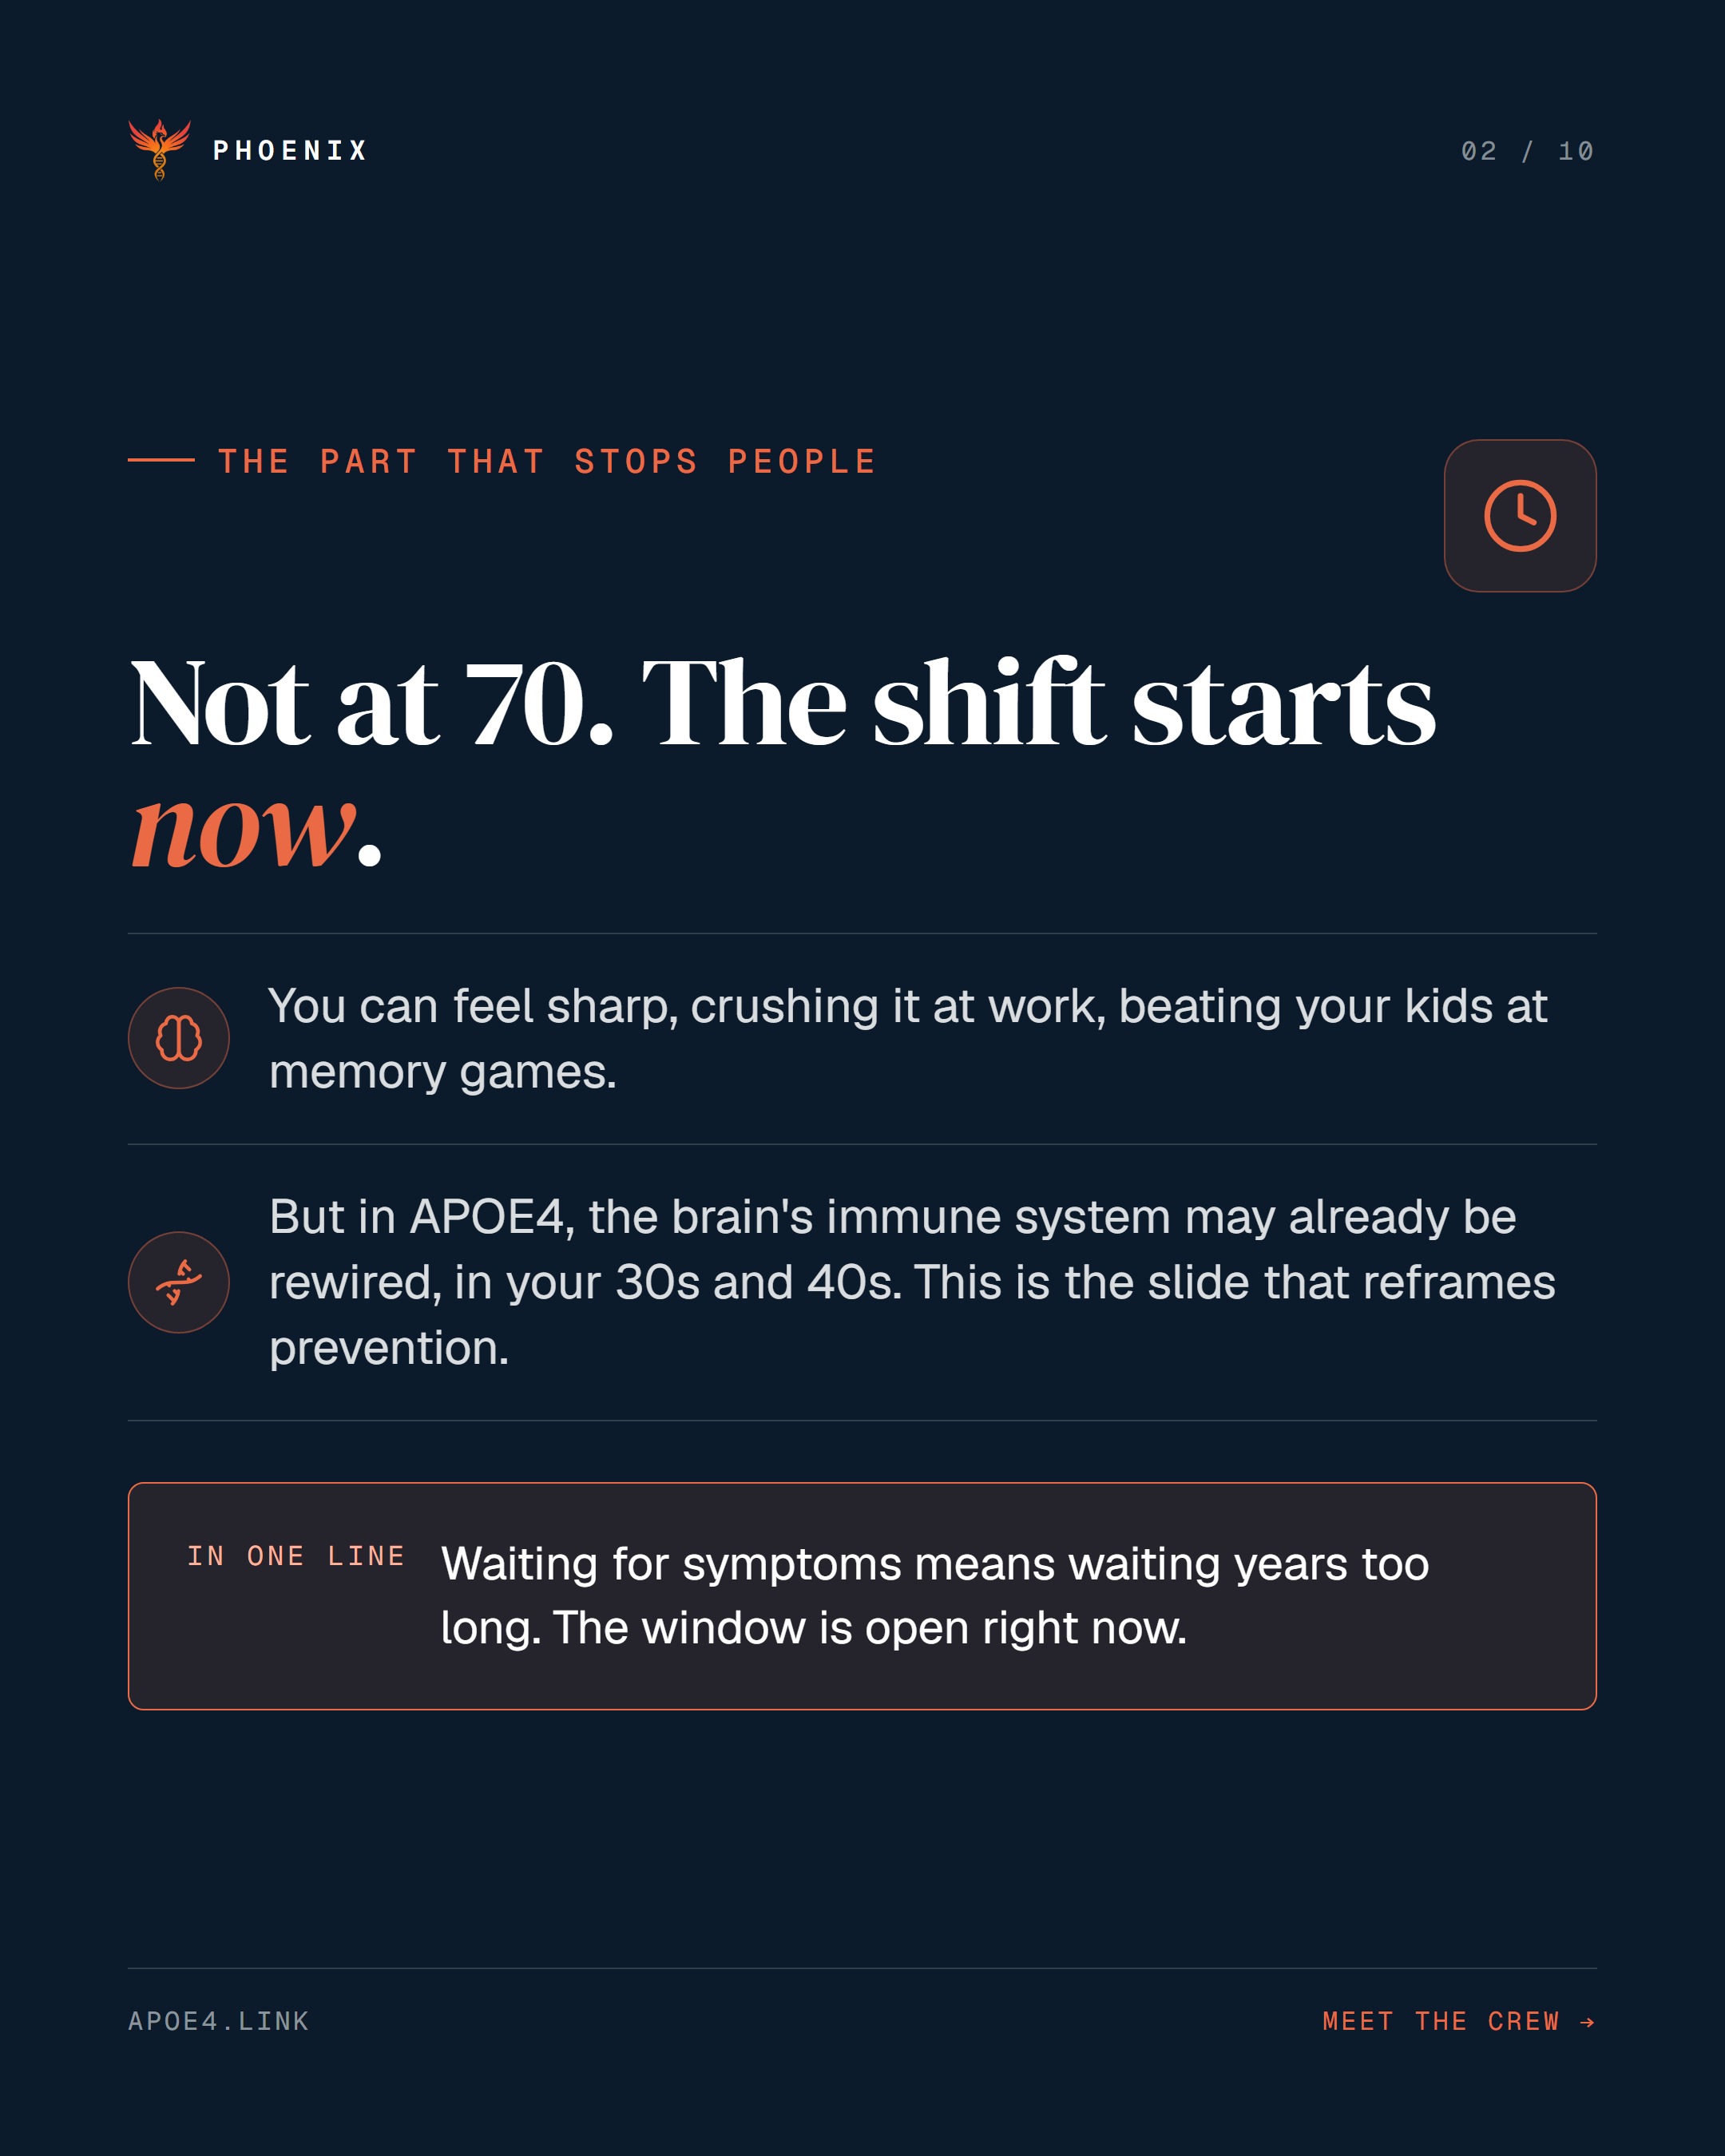 PHOENIX
02 / 10
THE PART THAT STOPS PEOPLE
Not at 70. The shift starts
now.
You can feel sharp, crushing it at work, beating your kids at
memory games.
But in APOE4, the brain's immune system may already be
rewired, in your 30s and 40s. This is the slide that reframes
prevention.
IN ONE LINE
Waiting for symptoms means waiting years too
long. The window is open right now.
APOE4.LINK
MEET THE CREW →